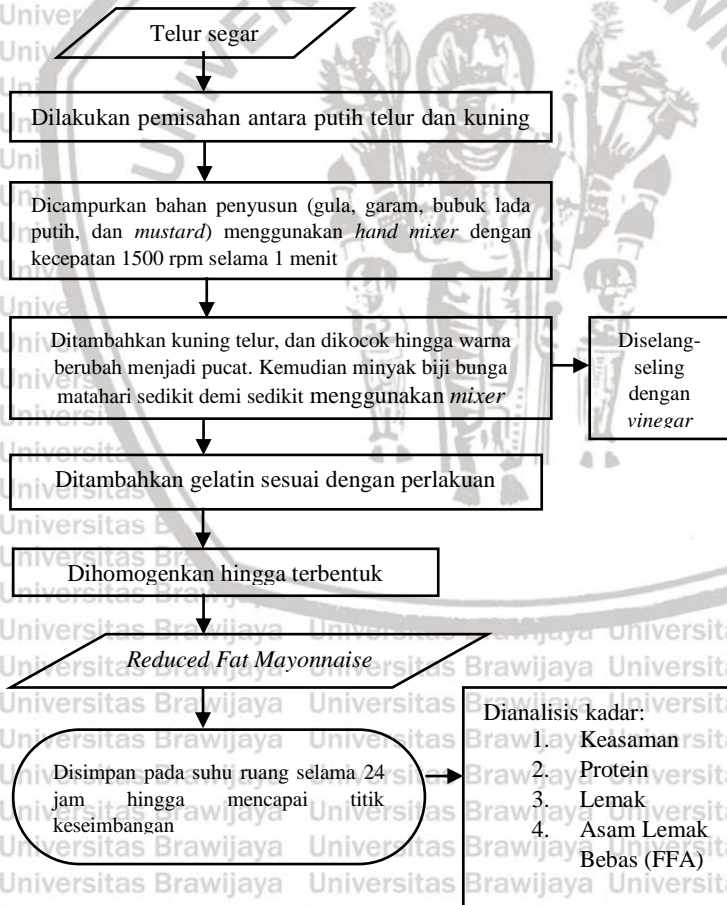 Telur segar
Dilakukan pemisahan antara putih telur dan kuning
Dicampurkan bahan penyusun (gula, garam, bubuk lada
putih, dan mustard) menggunakan hand mixer dengan
kecepatan 1500 rpm selama 1 menit
Ditambahkan kuning telur, dan dikocok hingga warna
berubah menjadi pucat. Kemudian minyak biji bunga
matahari sedikit demi sedikit menggunakan mixer
Diselang-
seling
dengan
vinegar
Ditambahkan gelatin sesuai dengan perlakuan
Dihomogenkan hingga terbentuk
Reduced Fat Mayonnaise
Disimpan pada suhu ruang selama 24
jam hingga mencapai titik
keseimbangan
Dianalisis kadar:
1. Keasaman
2. Protein
3. Lemak
4. Asam Lemak
Bebas (FFA)